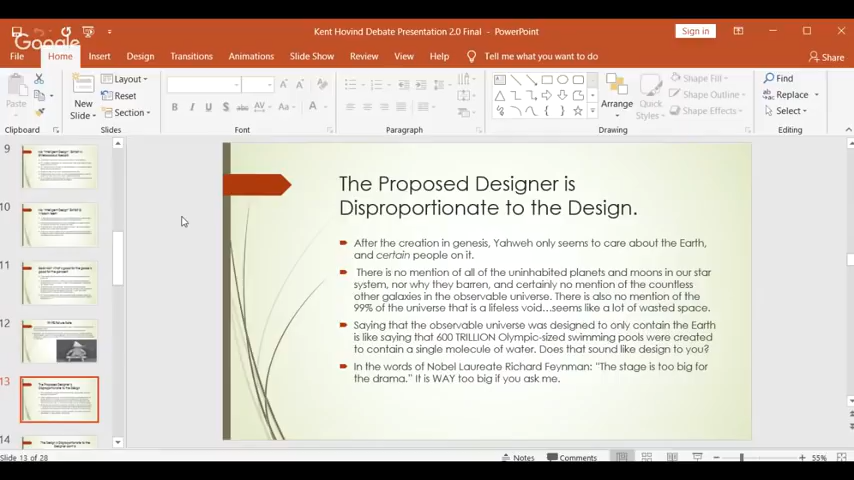 Kent Hovind Debate Presentation 2.0 Final - PowerPoint
Sign in
Google
File Home Insert Design Transitions Animations Slide Show Review View Help Tell me what you want to do Share
Paste
New
Slide
Layout
Reset
Section
Arrange
Quick
Styles
Shape Fill
Shape Outline
Shape Effects
Find
Replace
Select
Clipboard Slides Font Paragraph Drawing Editing
9
10
11
12
13
14
The Proposed Designer is
Disproportionate to the Design.
After the creation in genesis, Yahweh only seems to care about the Earth,
and certain people on it.
There is no mention of all of the uninhabited planets and moons in our star
system, nor why they barren, and certainly no mention of the countless
other galaxies in the observable universe. There is also no mention of the
99% of the universe that is a lifeless void...seems like a lot of wasted space.
Saying that the observable universe was designed to only contain the Earth
is like saying that 600 TRILLION Olympic-sized swimming pools were created
to contain a single molecule of water. Does that sound like design to you?
In the words of Nobel Laureate Richard Feynman: "The stage is too big for
the drama." It is WAY too big if you ask me.
Slide 13 of 28
Notes Comments 55%